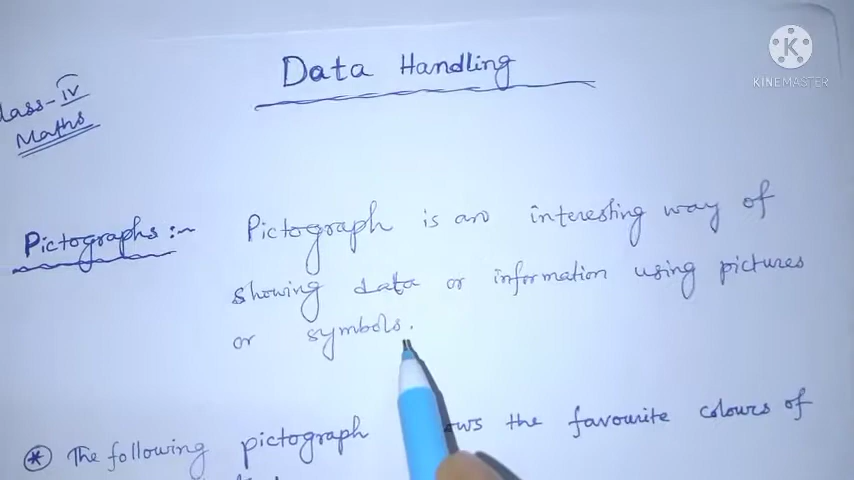 Data Handling
K
KINEMASTER
lass-IV
Maths
Pictographs :-
Pictograph is an interesting way of
showing data or information using pictures
or symbols.
* The following pictograph ows the favourite colours of